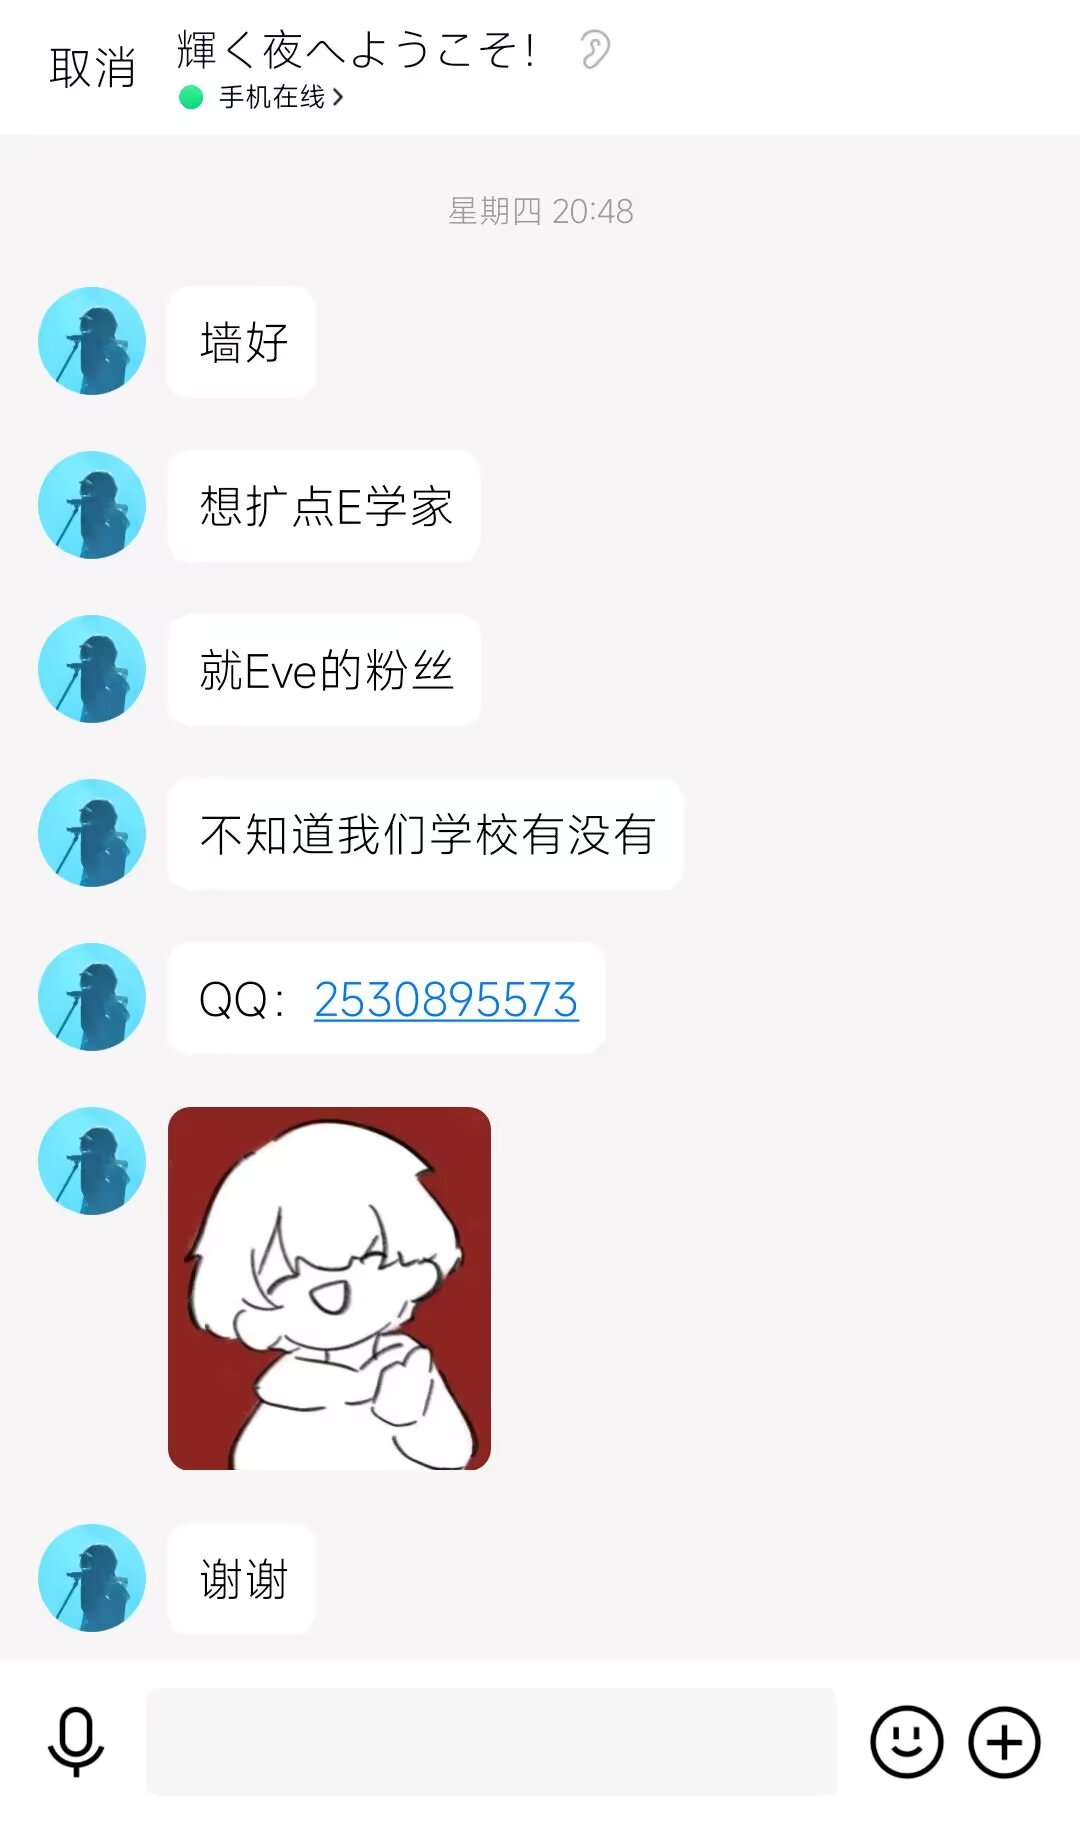 取消
輝く夜へようこそ!
手机在线
星期四 20:48
墙好
想扩点E学家
就Eve的粉丝
不知道我们学校有没有
QQ：2530895573
谢谢